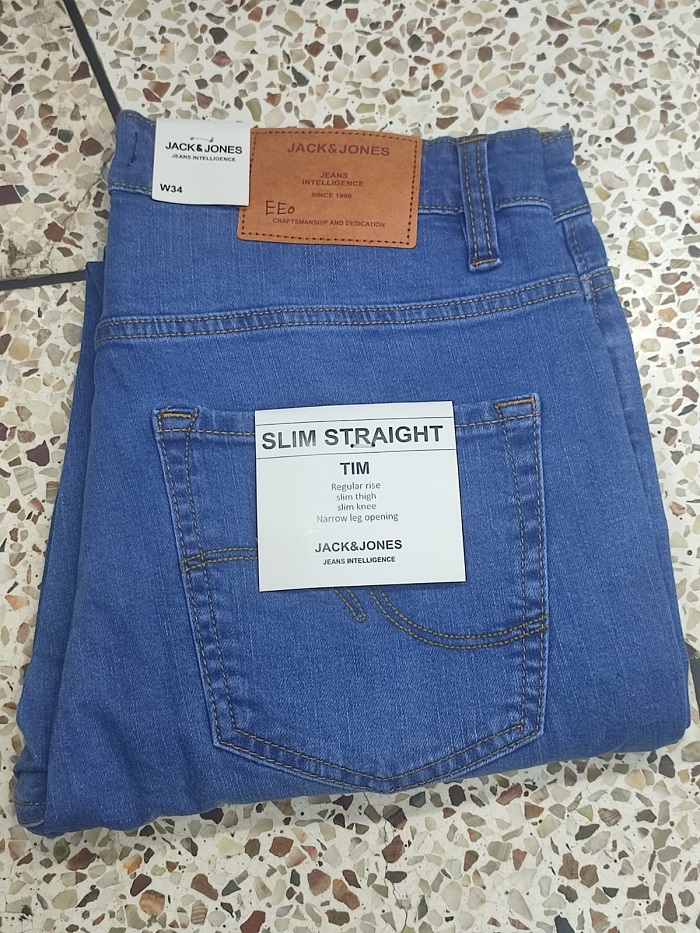 JACK&JONES
JEANS INTELLIGENCE
W34
JACK&JONES
JEANS
INTELLIGENCE
SINCE 1990
EEO
CRAFTSMANSHIP AND DEDICATION
SLIM STRAIGHT
TIM
Regular rise
slim thigh
slim knee
Narrow leg opening
JACK&JONES
JEANS INTELLIGENCE